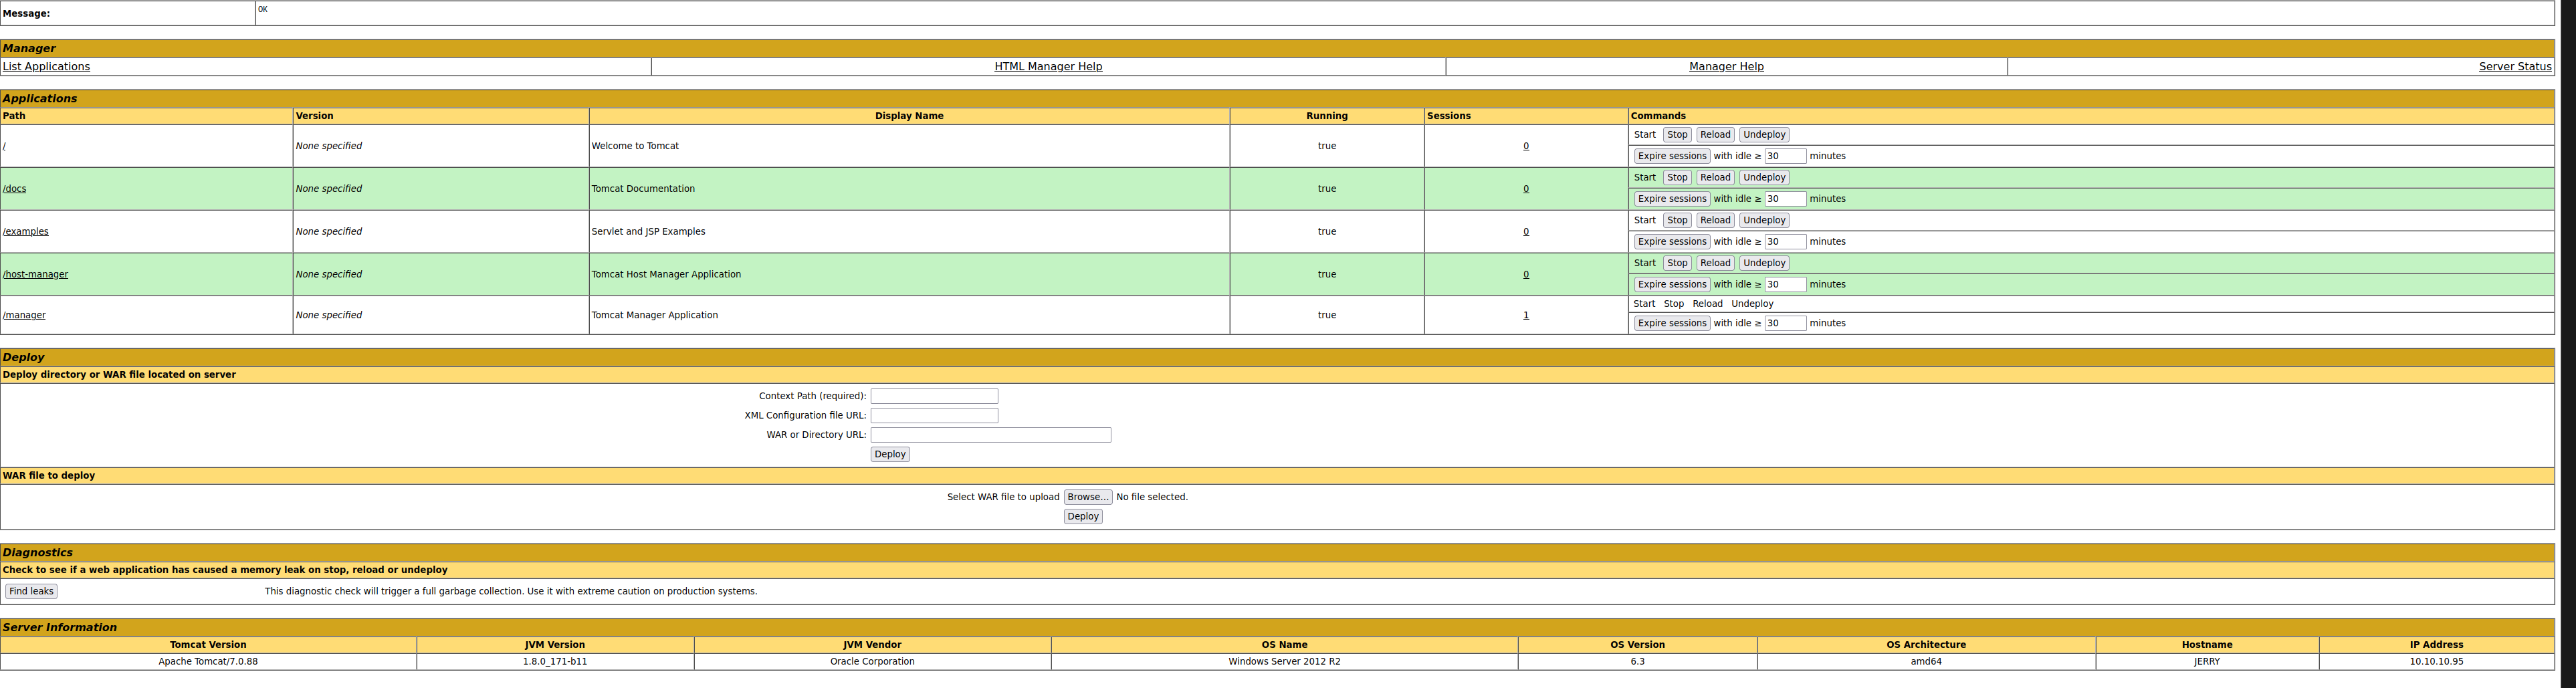 Message: OK
Manager
List Applications HTML Manager Help Manager Help Server Status
Applications
Path Version Display Name Running Sessions Commands
/ None specified Welcome to Tomcat true 0 Start Stop Reload Undeploy
Expire sessions with idle ≥ 30 minutes
/docs None specified Tomcat Documentation true 0 Start Stop Reload Undeploy
Expire sessions with idle ≥ 30 minutes
/examples None specified Servlet and JSP Examples true 0 Start Stop Reload Undeploy
Expire sessions with idle ≥ 30 minutes
/host-manager None specified Tomcat Host Manager Application true 0 Start Stop Reload Undeploy
Expire sessions with idle ≥ 30 minutes
/manager None specified Tomcat Manager Application true 1 Start Stop Reload Undeploy
Expire sessions with idle ≥ 30 minutes
Deploy
Deploy directory or WAR file located on server
Context Path (required):
XML Configuration file URL:
WAR or Directory URL:
Deploy
WAR file to deploy
Select WAR file to upload Browse... No file selected.
Deploy
Diagnostics
Check to see if a web application has caused a memory leak on stop, reload or undeploy
Find leaks This diagnostic check will trigger a full garbage collection. Use it with extreme caution on production systems.
Server Information
Tomcat Version JVM Version JVM Vendor OS Name OS Version OS Architecture Hostname IP Address
Apache Tomcat/7.0.88 1.8.0_171-b11 Oracle Corporation Windows Server 2012 R2 6.3 amd64 JERRY 10.10.10.95